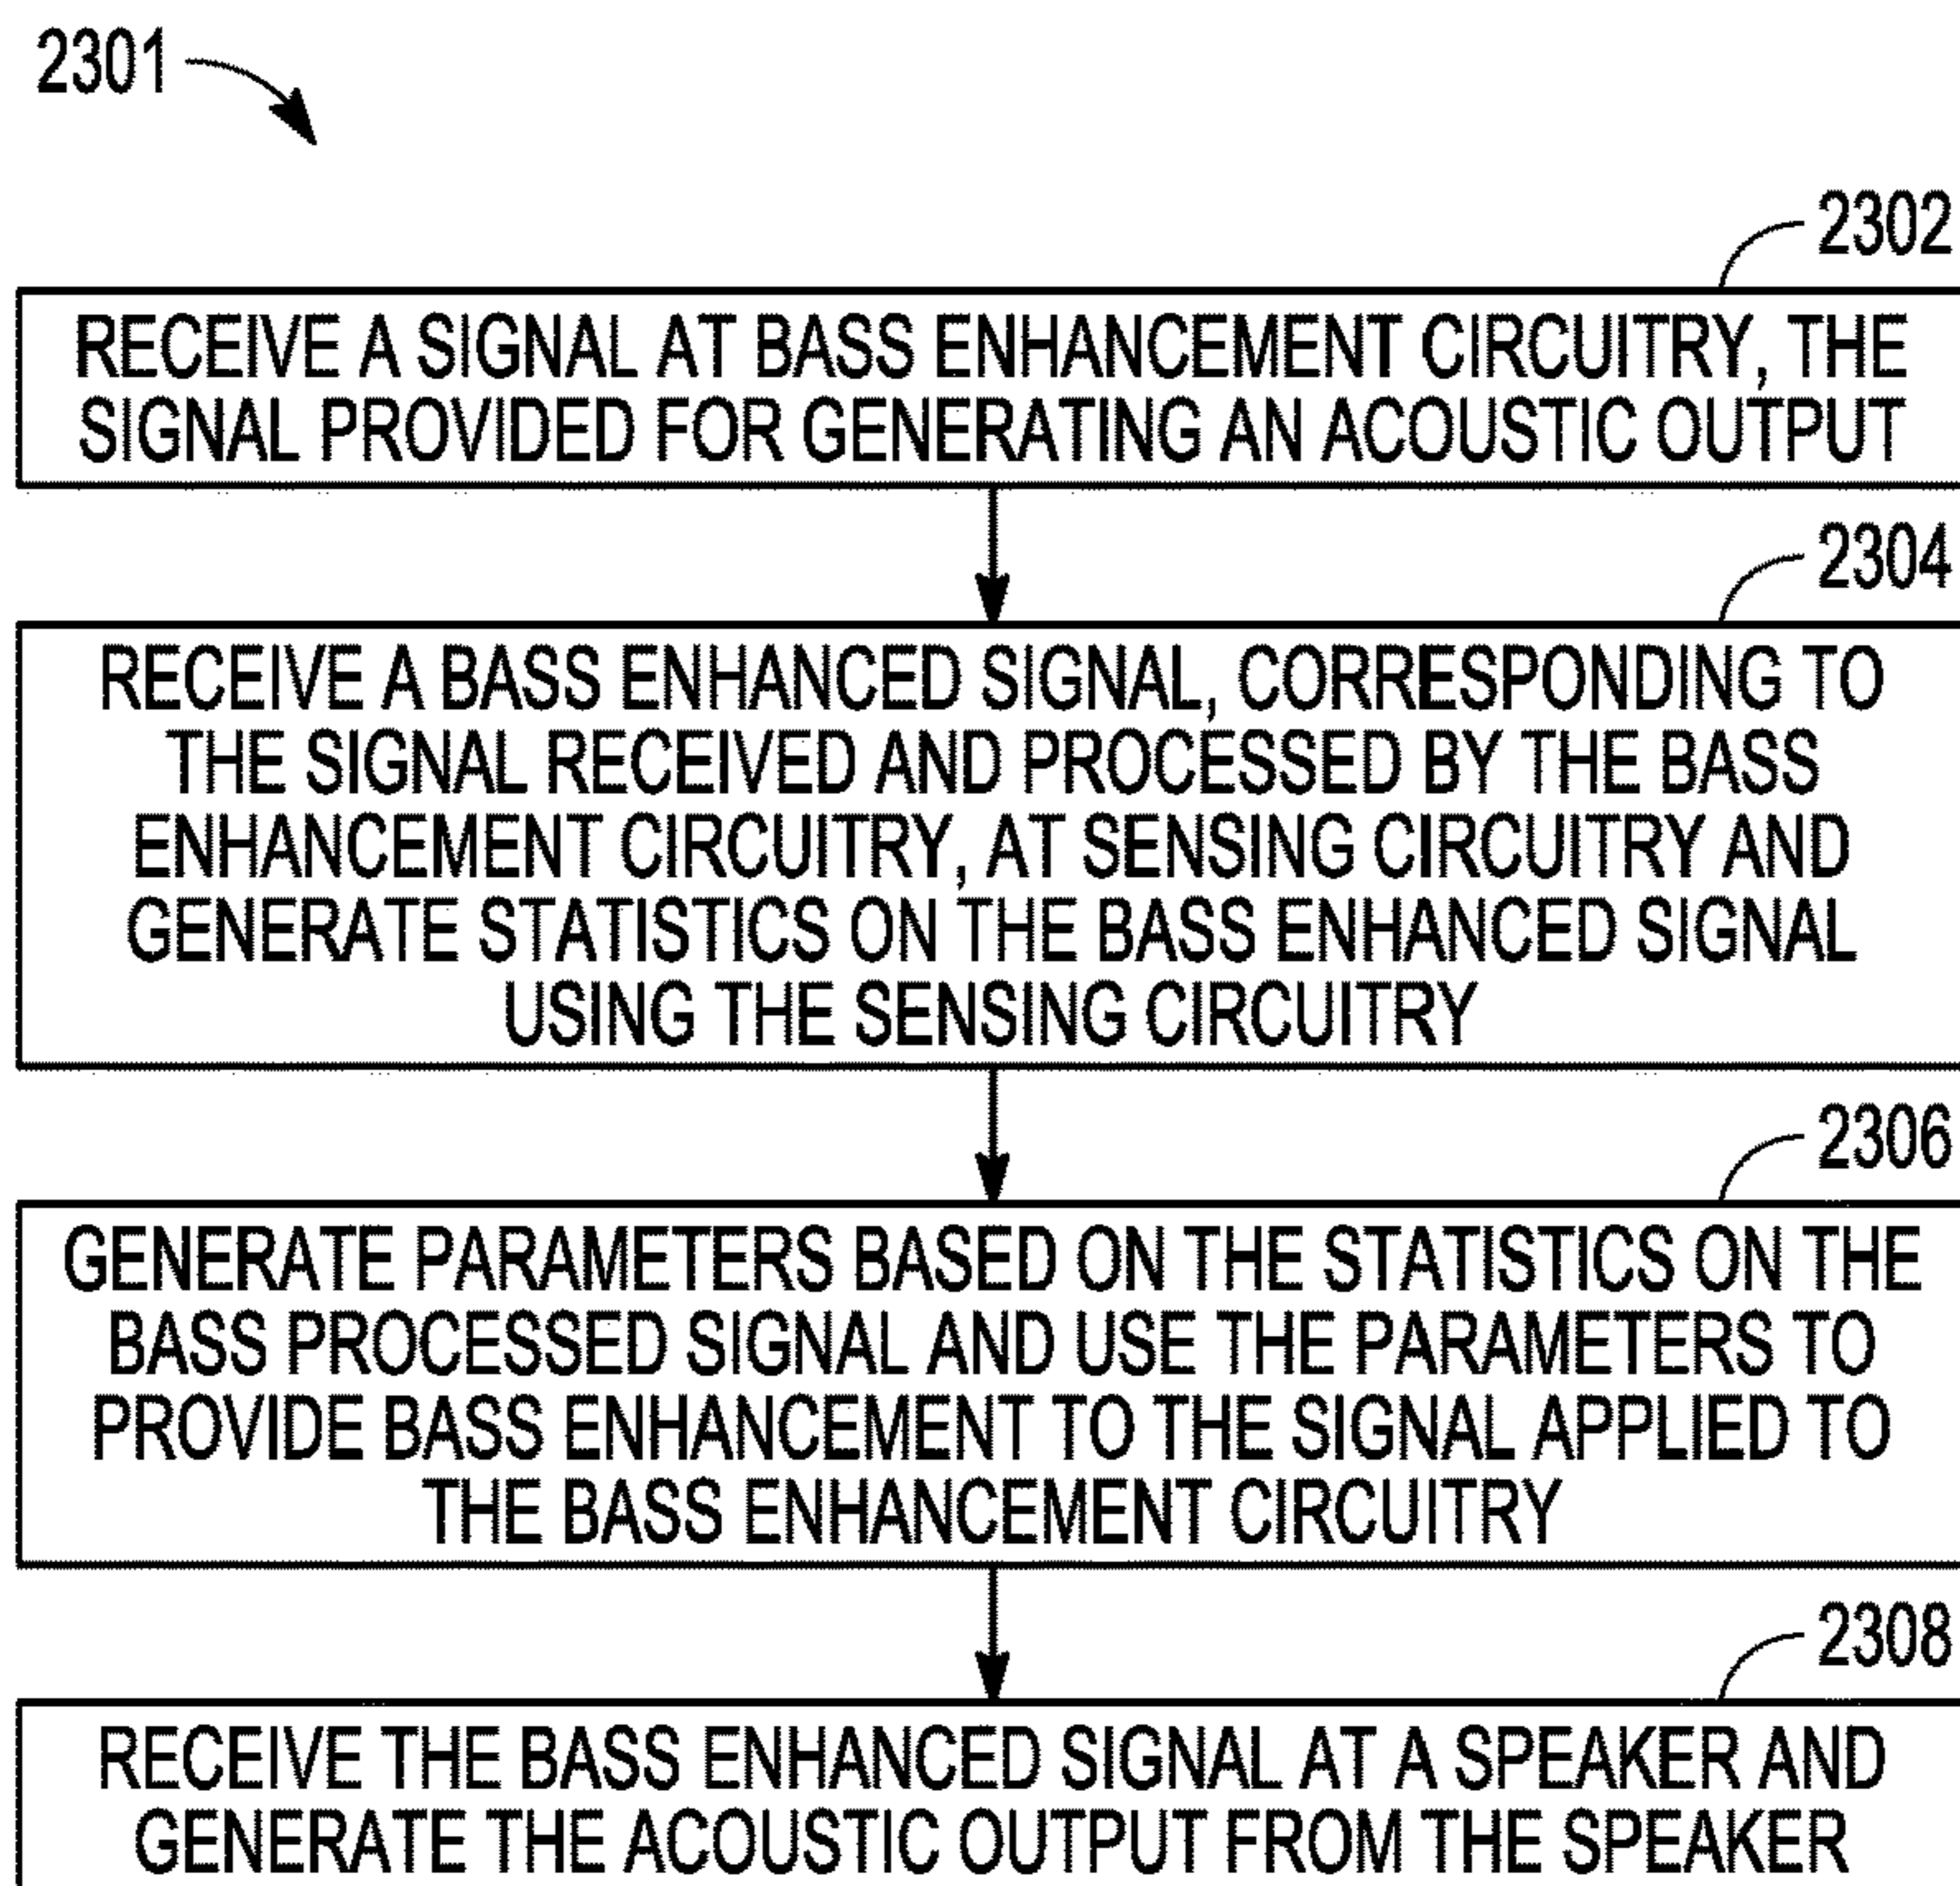 2301
2302
RECEIVE A SIGNAL AT BASS ENHANCEMENT CIRCUITRY, THE
SIGNAL PROVIDED FOR GENERATING AN ACOUSTIC OUTPUT
2304
RECEIVE A BASS ENHANCED SIGNAL, CORRESPONDING TO
THE SIGNAL RECEIVED AND PROCESSED BY THE BASS
ENHANCEMENT CIRCUITRY, AT SENSING CIRCUITRY AND
GENERATE STATISTICS ON THE BASS ENHANCED SIGNAL
USING THE SENSING CIRCUITRY
2306
GENERATE PARAMETERS BASED ON THE STATISTICS ON THE
BASS PROCESSED SIGNAL AND USE THE PARAMETERS TO
PROVIDE BASS ENHANCEMENT TO THE SIGNAL APPLIED TO
THE BASS ENHANCEMENT CIRCUITRY
2308
RECEIVE THE BASS ENHANCED SIGNAL AT A SPEAKER AND
GENERATE THE ACOUSTIC OUTPUT FROM THE SPEAKER